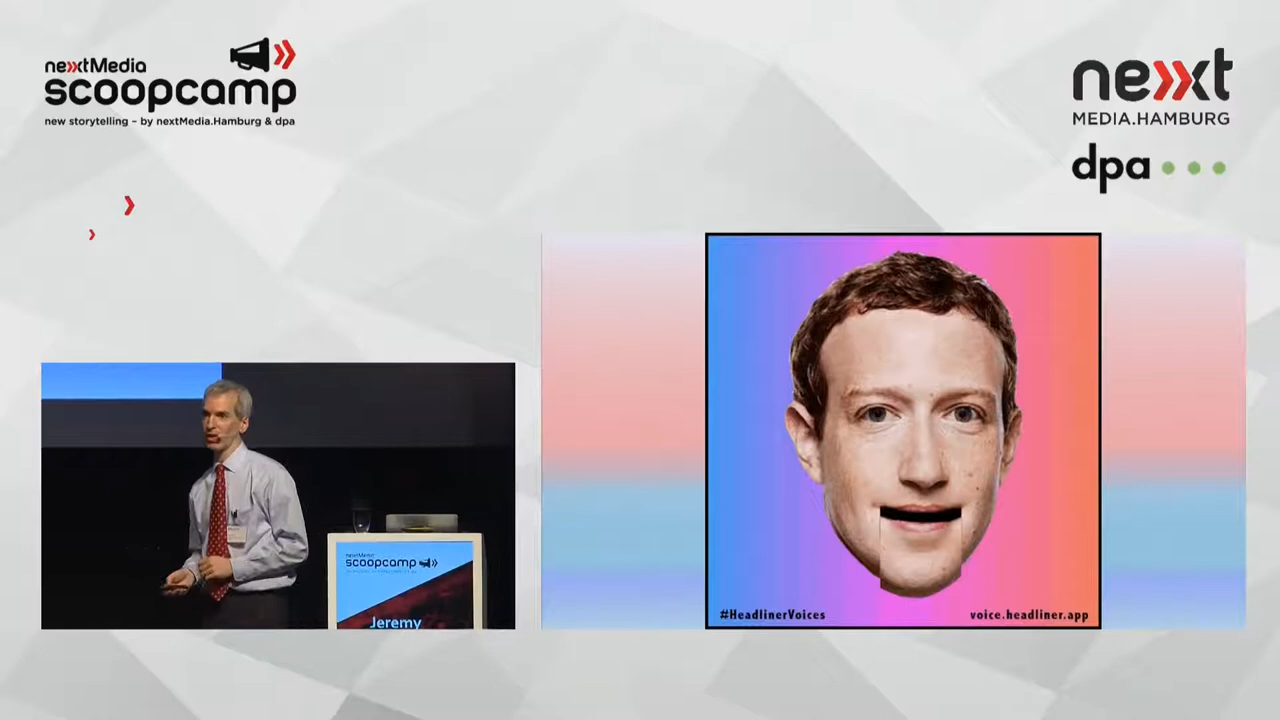 nextMedia
scoopcamp
new storytelling – by nextMedia.Hamburg & dpa
next
MEDIA.HAMBURG
dpa
#HeadlinerVoices
voice.headliner.app
nextMedia
scoopcamp
Jeremy